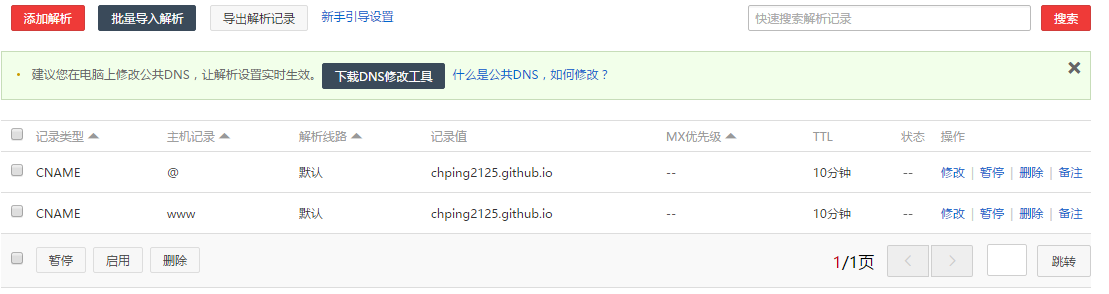 添加解析 批量导入解析 导出解析记录 新手引导设置 快速搜索解析记录 搜索
建议您在电脑上修改公共DNS，让解析设置实时生效。 下载DNS修改工具 什么是公共DNS，如何修改？
记录类型 主机记录 解析线路 记录值 MX优先级 TTL 状态 操作
CNAME @ 默认 chping2125.github.io -- 10分钟 -- 修改 | 暂停 | 删除 | 备注
CNAME www 默认 chping2125.github.io -- 10分钟 -- 修改 | 暂停 | 删除 | 备注
暂停 启用 删除 1/1页 跳转